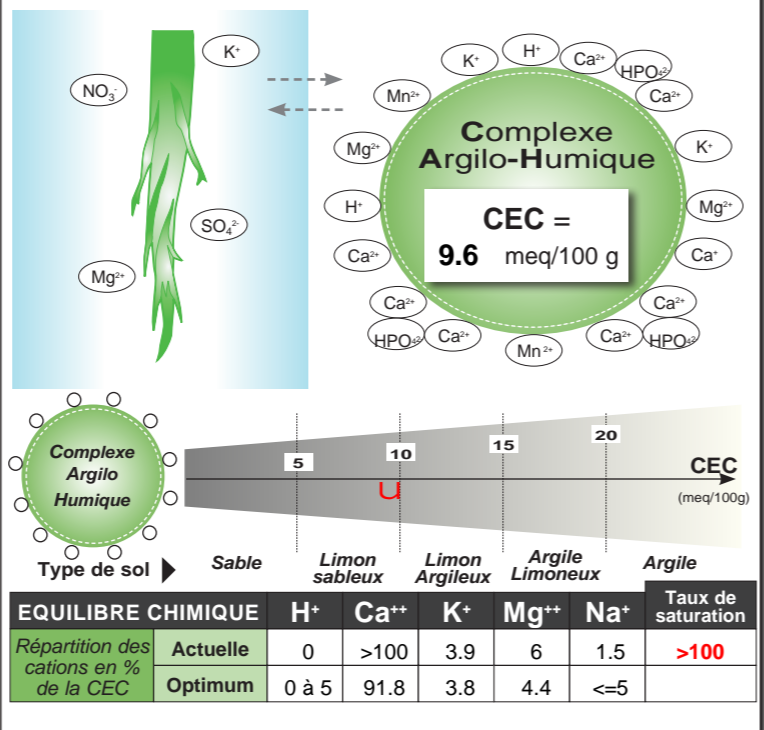 K⁺
NO₃⁻
SO₄²⁻
Mg²⁺
K⁺
H⁺
Ca²⁺
HPO₄²⁻
Ca²⁺
Mn²⁺
Mg²⁺
K⁺
H⁺
Mg²⁺
Ca²⁺
Ca⁺
Ca²⁺
Ca²⁺
HPO₄²⁻
Ca²⁺
Ca²⁺
HPO₄²⁻
Mn²⁺
Complexe
Argilo-Humique
CEC =
9.6 meq/100 g
Complexe
Argilo
Humique
5
10
15
20
CEC
(meq/100g)
Type de sol
Sable
Limon
sableux
Limon
Argileux
Argile
Limoneux
Argile
EQUILIBRE CHIMIQUE H⁺ Ca⁺⁺ K⁺ Mg⁺⁺ Na⁺ Taux de
saturation
Répartition des
cations en %
de la CEC
Actuelle 0 >100 3.9 6 1.5 >100
Optimum 0 à 5 91.8 3.8 4.4 <=5